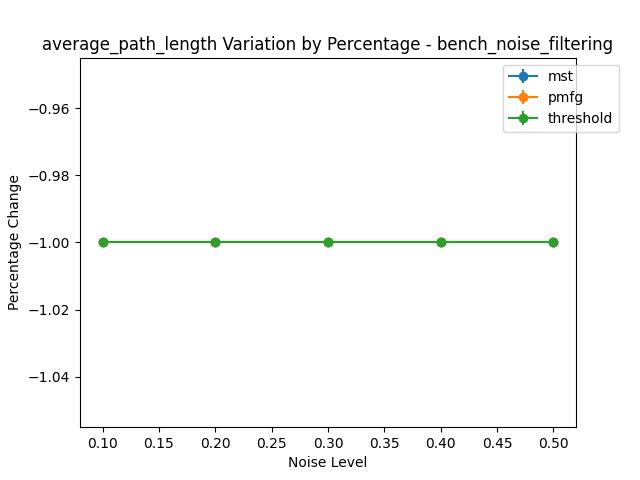 average_path_length Variation by Percentage - bench_noise_filtering
mst
pmfg
threshold
Percentage Change
−0.96
−0.98
−1.00
−1.02
−1.04
0.10 0.15 0.20 0.25 0.30 0.35 0.40 0.45 0.50
Noise Level